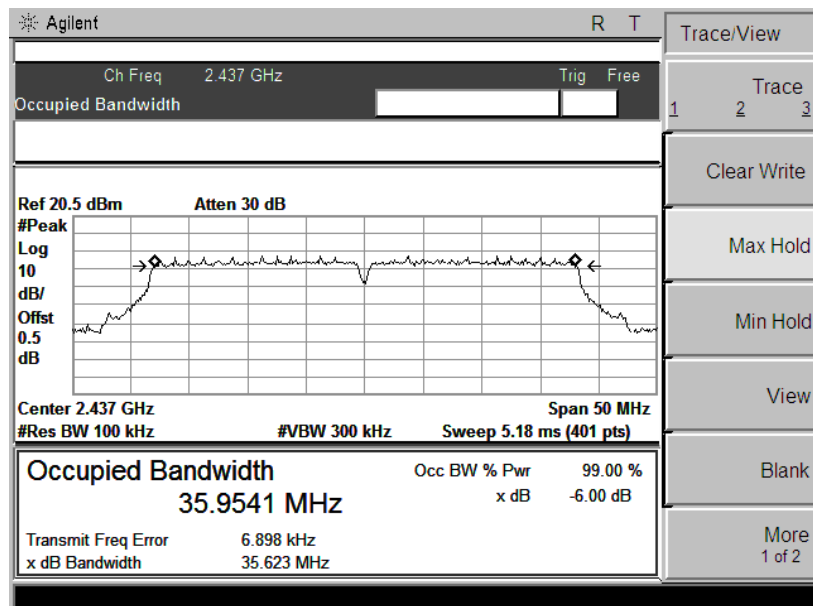 Agilent
R T
Trace/View
Ch Freq 2.437 GHz Trig Free
Occupied Bandwidth
Trace
1 2 3
Clear Write
Ref 20.5 dBm Atten 30 dB
#Peak
Log
10
dB/
Offst
0.5
dB
Max Hold
Min Hold
View
Center 2.437 GHz Span 50 MHz
#Res BW 100 kHz #VBW 300 kHz Sweep 5.18 ms (401 pts)
Occupied Bandwidth
35.9541 MHz
Occ BW % Pwr 99.00 %
x dB -6.00 dB
Transmit Freq Error 6.898 kHz
x dB Bandwidth 35.623 MHz
Blank
More
1 of 2